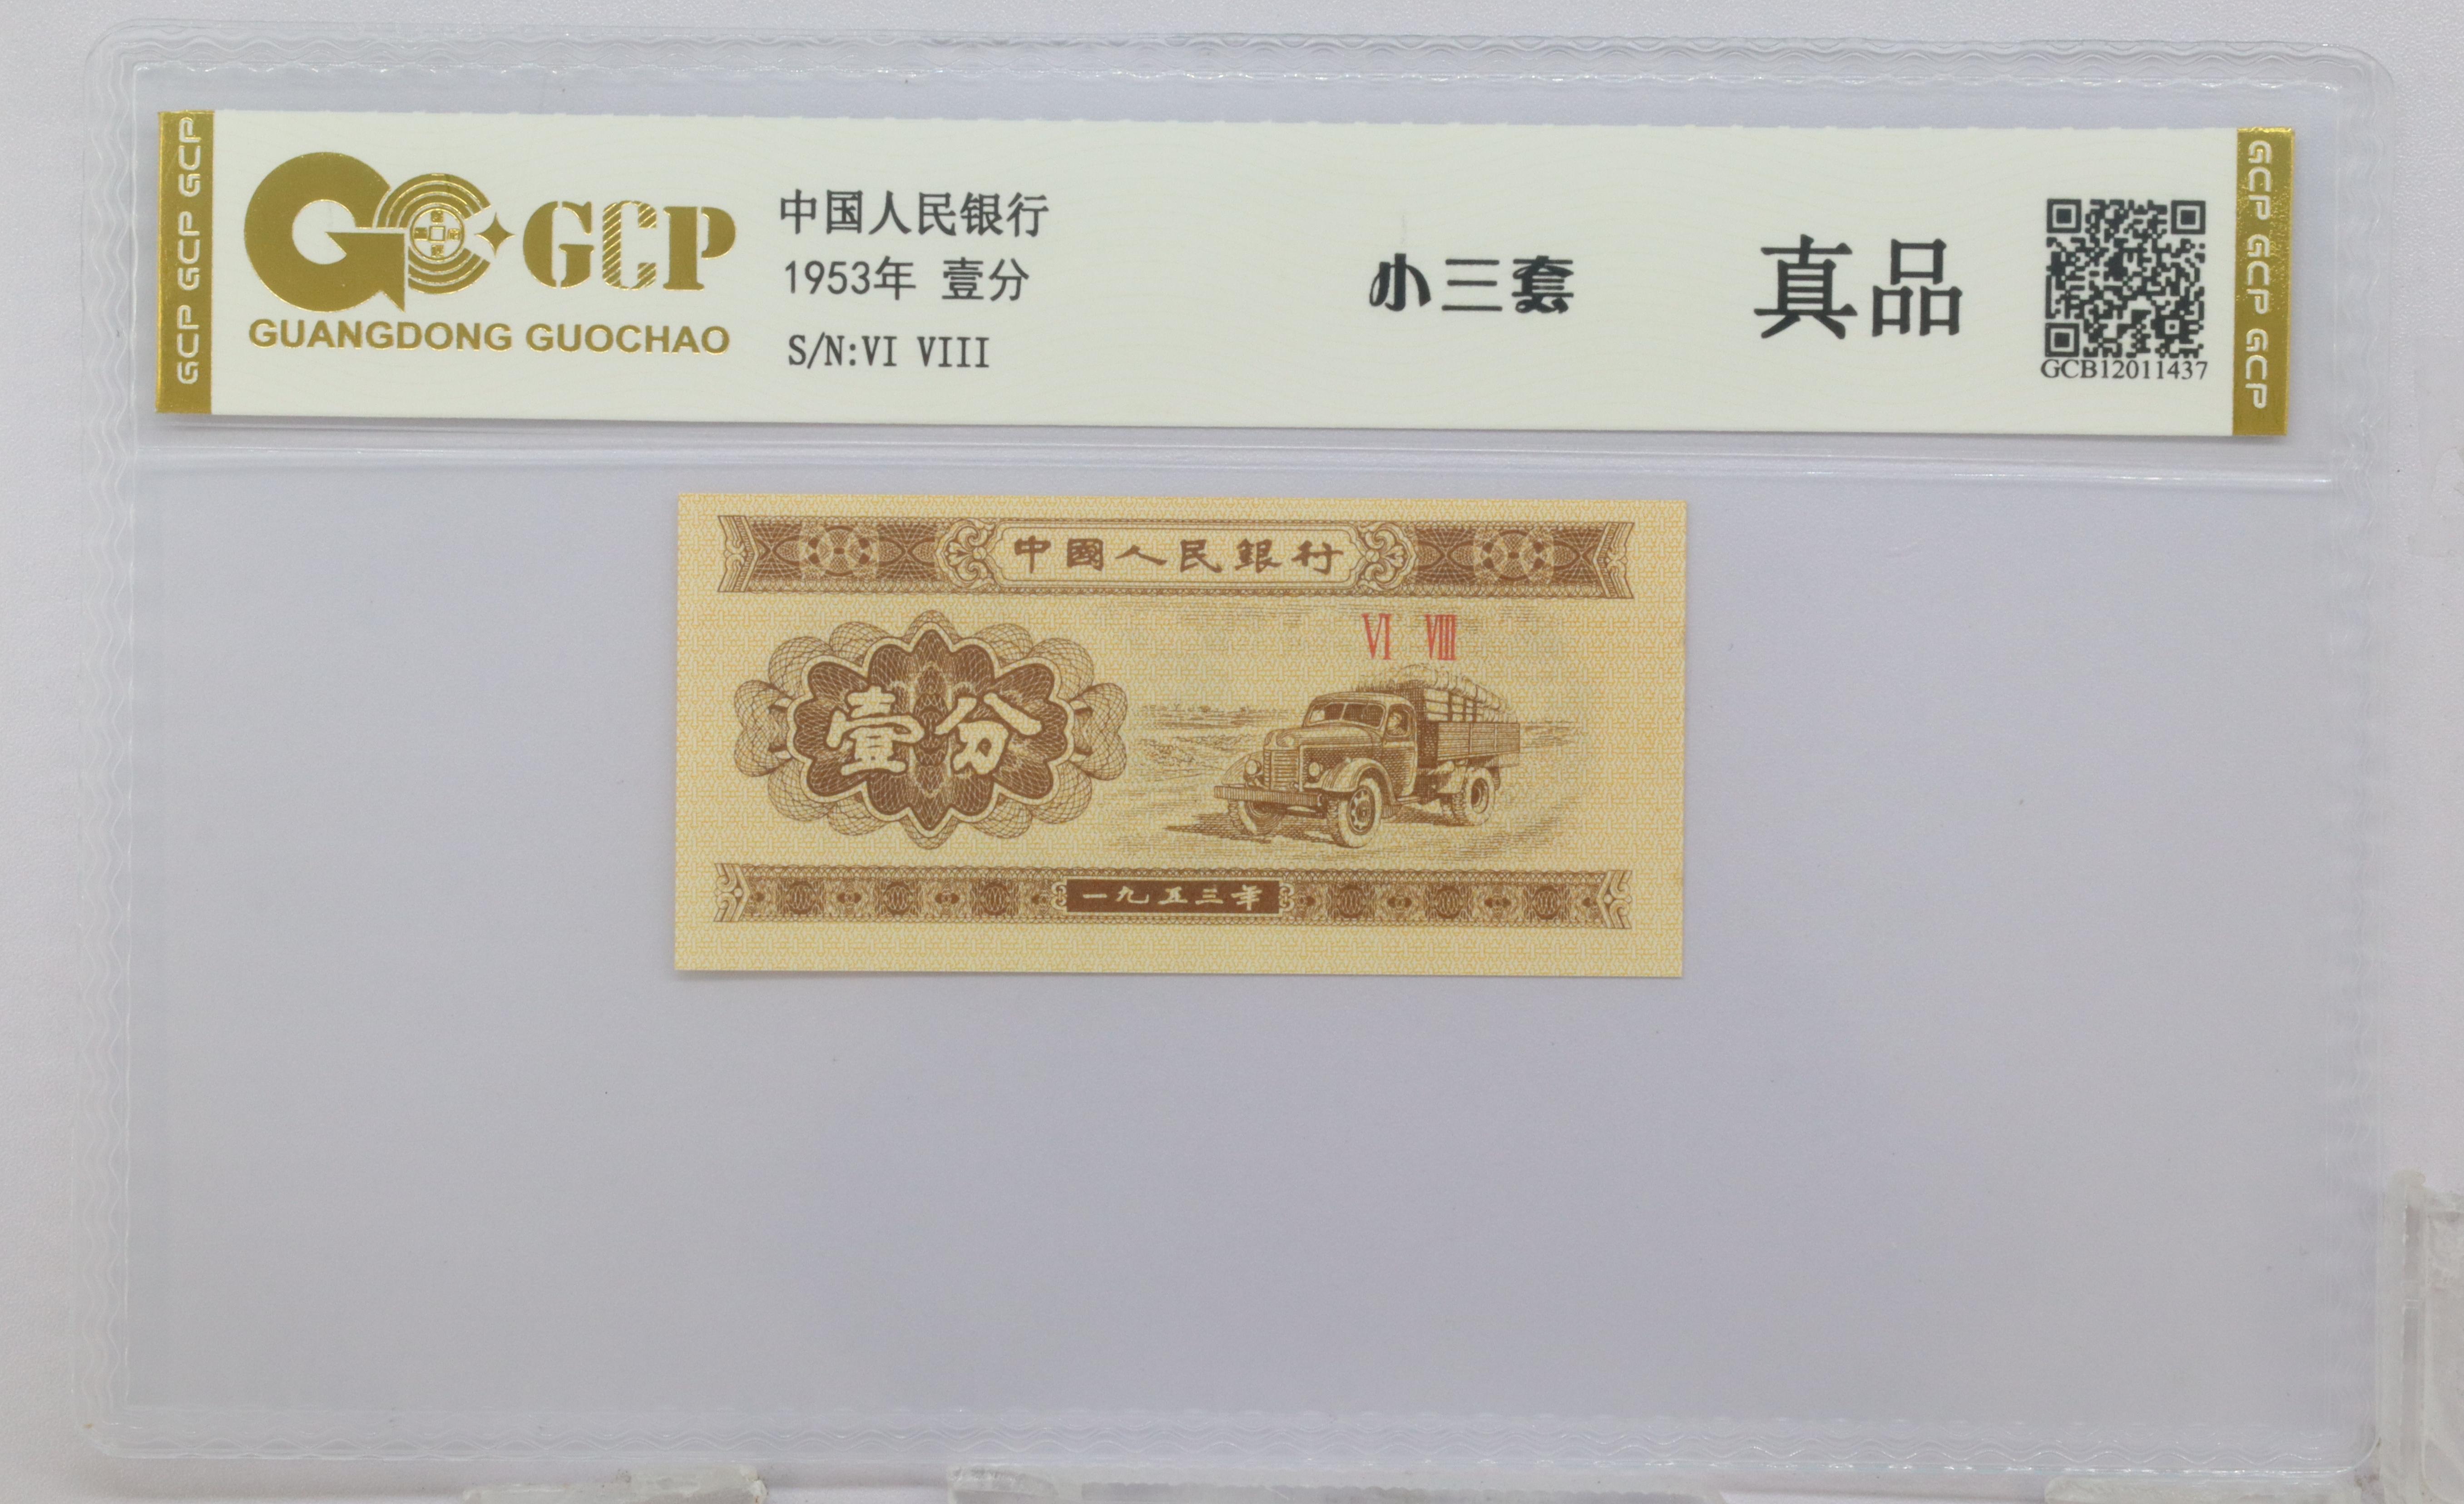 GCP GCP GCP
GCP
GUANGDONG GUOCHAO
中国人民银行
1953年 壹分
S/N:VI VIII
小三套
真品
GCB12011437
GCP GCP GCP
中國人民銀行
VI VIII
壹分
一九五三年